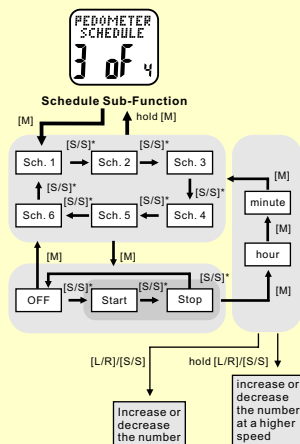 PEDOMETER
SCHEDULE
3 of 4
Schedule Sub-Function
[M]
hold [M]
[S/S]*
[S/S]*
Sch. 1
Sch. 2
Sch. 3
[M]
[S/S]*
[S/S]*
minute
[S/S]*
[S/S]*
Sch. 6
Sch. 5
Sch. 4
[M]
hour
[M]
[M]
[S/S]*
[M]
[S/S]*
[S/S]*
OFF
Start
Stop
[L/R]/[S/S]
hold [L/R]/[S/S]
Increase or
decrease
the number
increase or
decrease
the number
at a higher
speed